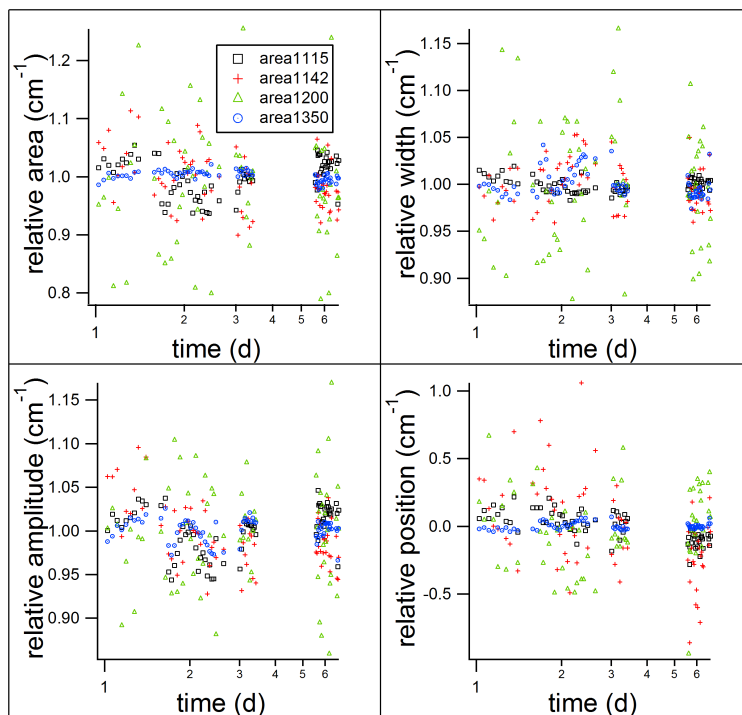 relative area (cm-1)
1.2
1.1
1.0
0.9
0.8
area1115
area1142
area1200
area1350
1 2 3 4 5 6
time (d)
relative width (cm-1)
1.15
1.10
1.05
1.00
0.95
0.90
1 2 3 4 5 6
time (d)
relative amplitude (cm-1)
1.15
1.10
1.05
1.00
0.95
0.90
1 2 3 4 5 6
time (d)
relative position (cm-1)
1.0
0.5
0.0
-0.5
1 2 3 4 5 6
time (d)